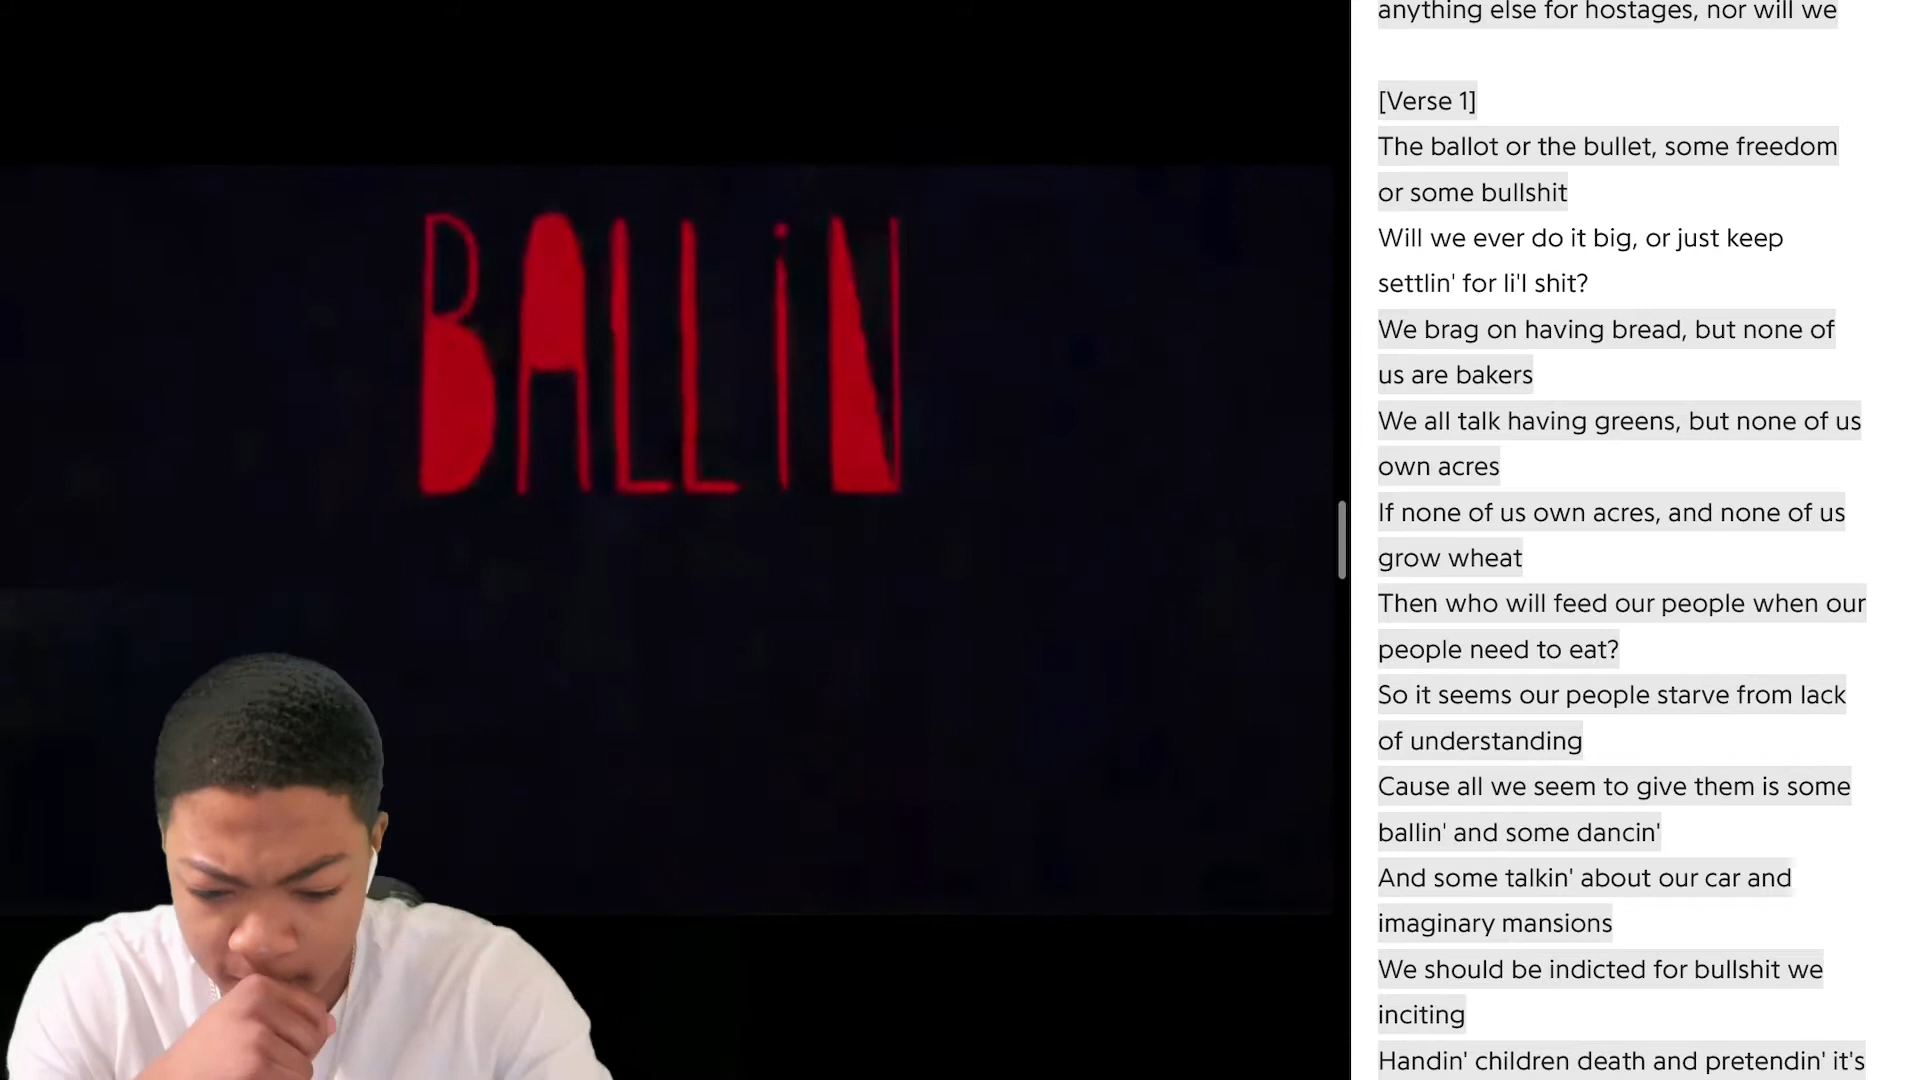 BALLiN
anything else for hostages, nor will we
[Verse 1]
The ballot or the bullet, some freedom
or some bullshit
Will we ever do it big, or just keep
settlin' for li'l shit?
We brag on having bread, but none of
us are bakers
We all talk having greens, but none of us
own acres
If none of us own acres, and none of us
grow wheat
Then who will feed our people when our
people need to eat?
So it seems our people starve from lack
of understanding
Cause all we seem to give them is some
ballin' and some dancin'
And some talkin' about our car and
imaginary mansions
We should be indicted for bullshit we
inciting
Handin' children death and pretendin' it's